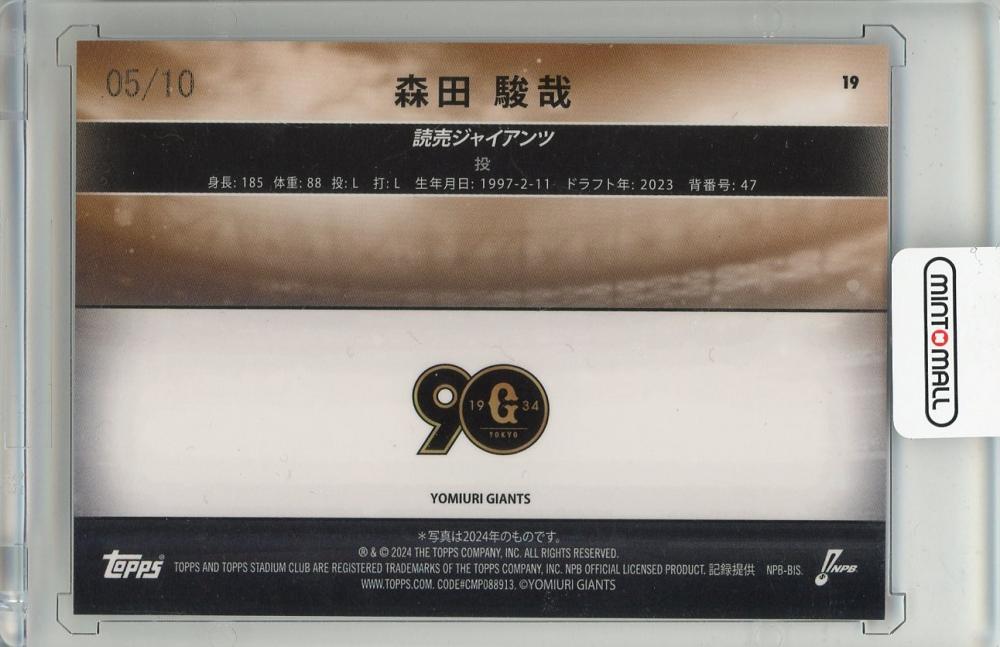 05/10
森田 駿哉
19
読売ジャイアンツ
投
身長: 185 体重: 88 投: L 打: L 生年月日: 1997-2-11 ドラフト年: 2023 背番号: 47
90
19 G 34
TOKYO
YOMIURI GIANTS
＊写真は2024年のものです。
® & © 2024 THE TOPPS COMPANY, INC. ALL RIGHTS RESERVED.
topps® TOPPS AND TOPPS STADIUM CLUB ARE REGISTERED TRADEMARKS OF THE TOPPS COMPANY, INC. NPB OFFICIAL LICENSED PRODUCT. 記録提供 NPB-BIS. NPB
WWW.TOPPS.COM. CODE#CMP088913. ©YOMIURI GIANTS
MINTOMALL